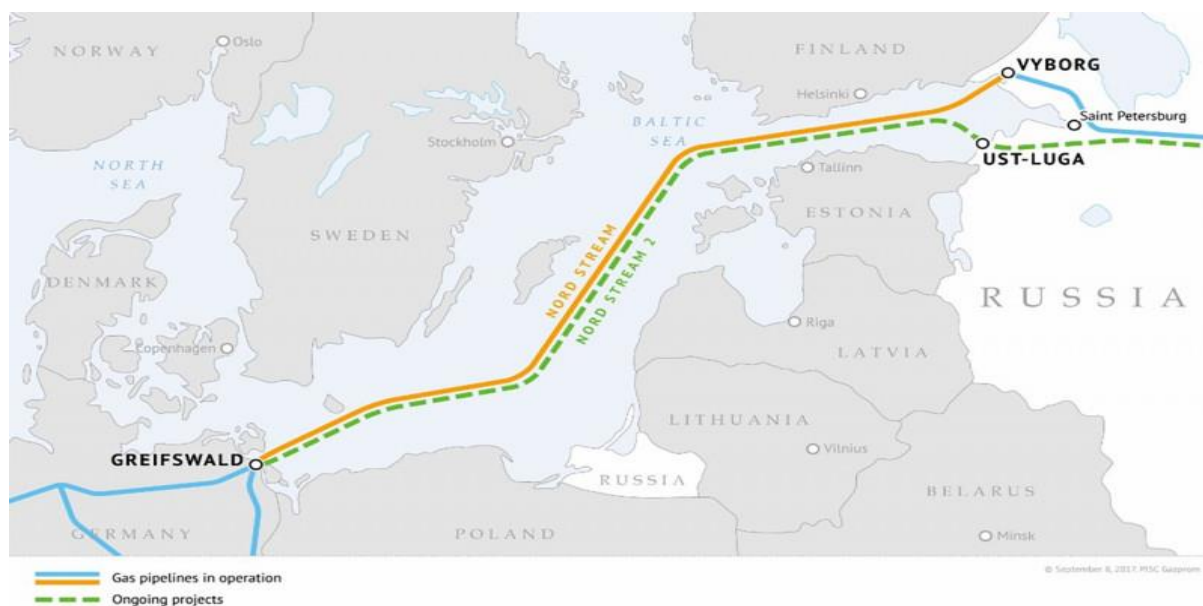 NORWAY
Oslo
FINLAND
VYBORG
Helsinki
Saint Petersburg
BALTIC
SEA
Stockholm
UST-LUGA
NORTH
SEA
Tallinn
ESTONIA
SWEDEN
NORD STREAM
NORD STREAM 2
DENMARK
RUSSIA
Riga
Copenhagen
LATVIA
LITHUANIA
Vilnius
GREIFSWALD
RUSSIA
BELARUS
GERMANY
POLAND
Minsk
© September 8, 2017. PJSC Gazprom
Gas pipelines in operation
Ongoing projects